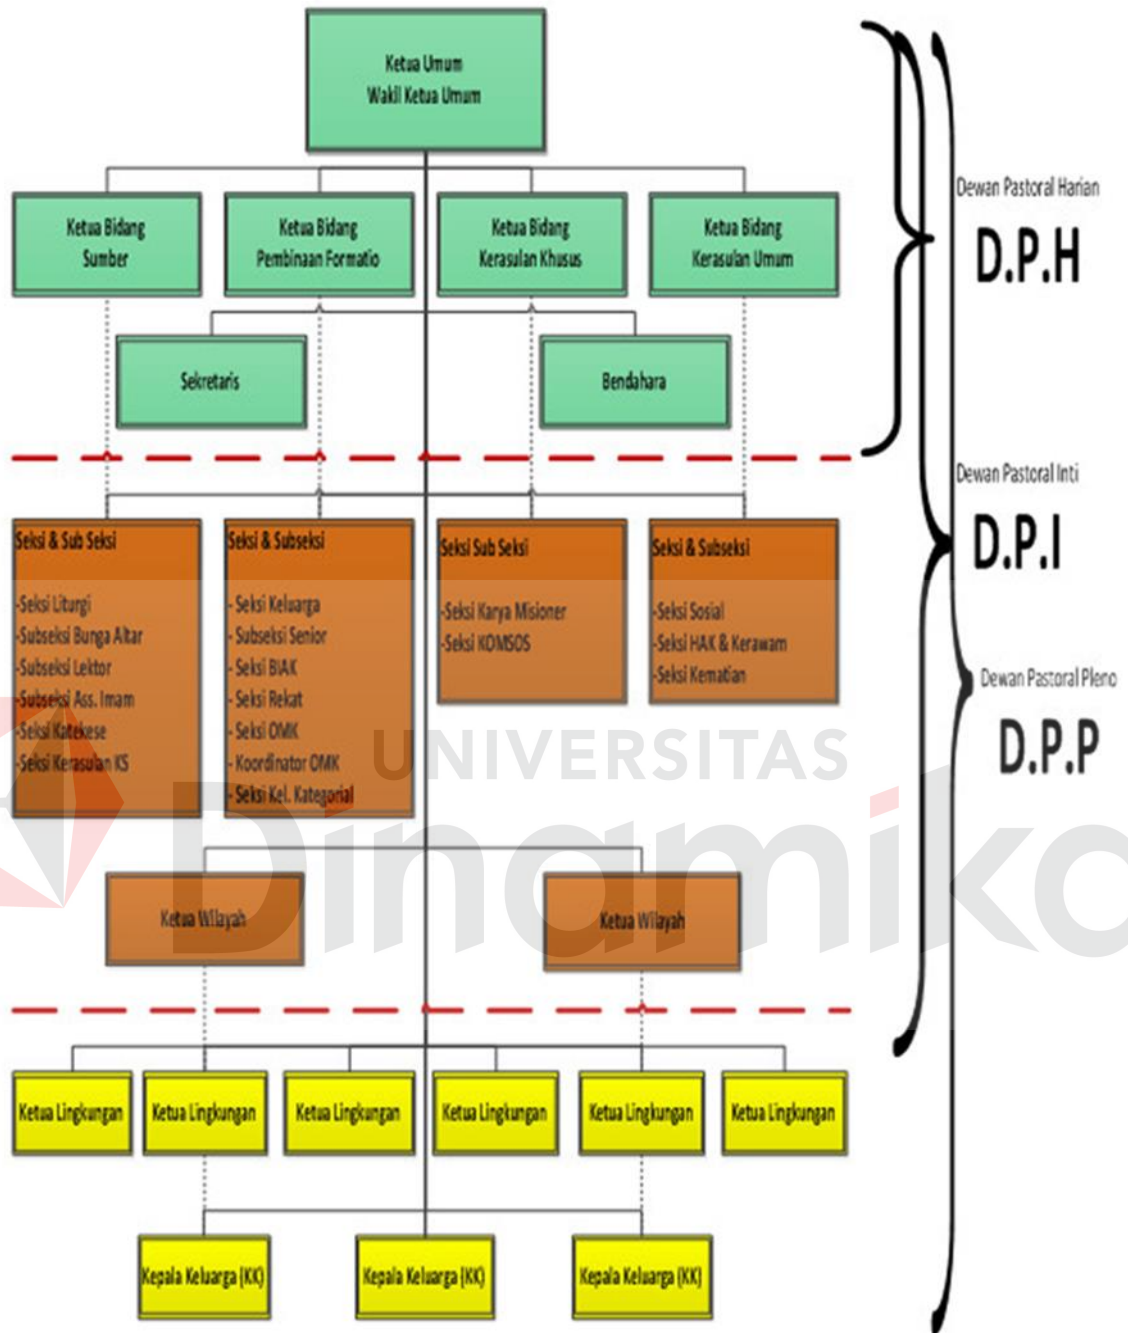 Ketua Umum
Wakil Ketua Umum
Ketua Bidang
Sumber
Ketua Bidang
Pembinaan Formatio
Ketua Bidang
Kerasulan Khusus
Ketua Bidang
Kerasulan Umum
Dewan Pastoral Harian
D.P.H
Sekretaris
Bendahara
Dewan Pastoral Inti
D.P.I
Seksi & Sub Seksi
-Seksi Liturgi
-Subseksi Bunga Altar
-Subseksi Lektor
-Subseksi Ass. Imam
-Seksi Katekese
-Seksi Kerasulan KS
Seksi & Subseksi
- Seksi Keluarga
- Subseksi Senior
- Seksi BIAK
- Seksi Rekat
- Seksi OMK
- Koordinator OMK
- Seksi Kel. Kategorial
Seksi Sub Seksi
-Seksi Karya Misioner
-Seksi KOMSOS
Seksi & Subseksi
-Seksi Sosial
-Seksi HAK & Kerawam
-Seksi Kematian
Dewan Pastoral Pleno
D.P.P
UNIVERSITAS
Dinamika
Ketua Wilayah
Ketua Wilayah
Ketua Lingkungan
Ketua Lingkungan
Ketua Lingkungan
Ketua Lingkungan
Ketua Lingkungan
Ketua Lingkungan
Kepala Keluarga (KK)
Kepala Keluarga (KK)
Kepala Keluarga (KK)